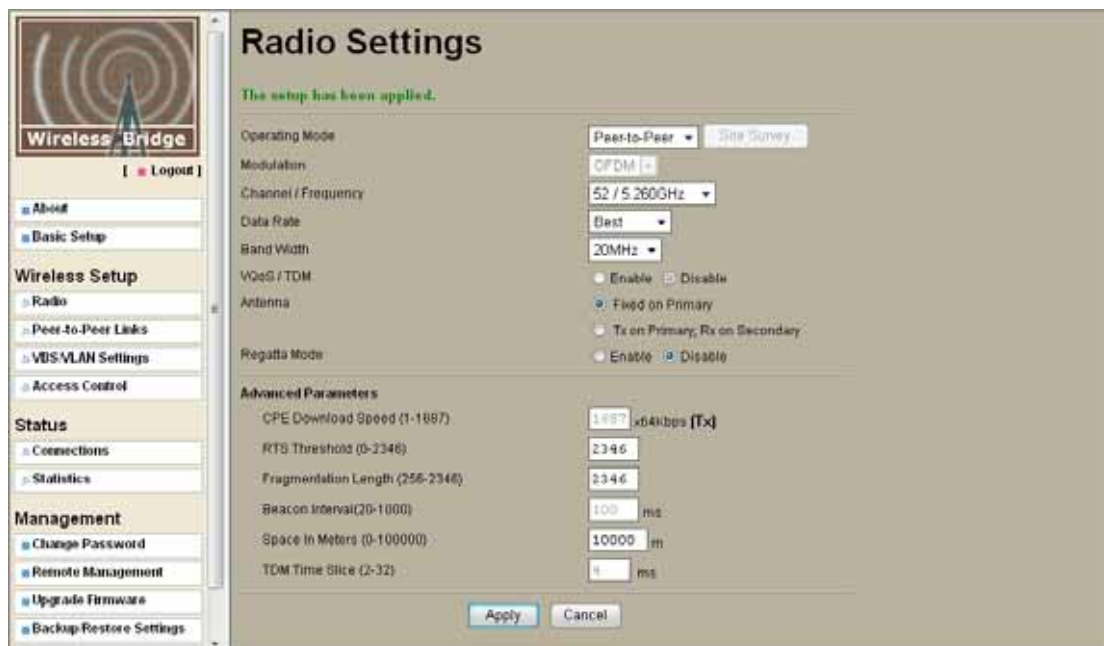 Wireless Bridge
[ Logout ]
About
Basic Setup
Wireless Setup
Radio
Peer-to-Peer Links
VBS/VLAN Settings
Access Control
Status
Connections
Statistics
Management
Change Password
Remote Management
Upgrade Firmware
Backup/Restore Settings
Radio Settings
The setup has been applied.
Operating Mode Peer-to-Peer Site Survey...
Modulation OFDM
Channel / Frequency 52 / 5.260GHz
Data Rate Best
Band Width 20MHz
VQoS / TDM Enable Disable
Antenna Fixed on Primary
Tx on Primary, Rx on Secondary
Regatta Mode Enable Disable
Advanced Parameters
CPE Download Speed (1-1687) 1687 x64Kbps [Tx]
RTS Threshold (0-2346) 2346
Fragmentation Length (256-2346) 2346
Beacon Interval(20-1000) 100 ms
Space In Meters (0-100000) 10000 m
TDM Time Slice (2-32) 4 ms
Apply Cancel